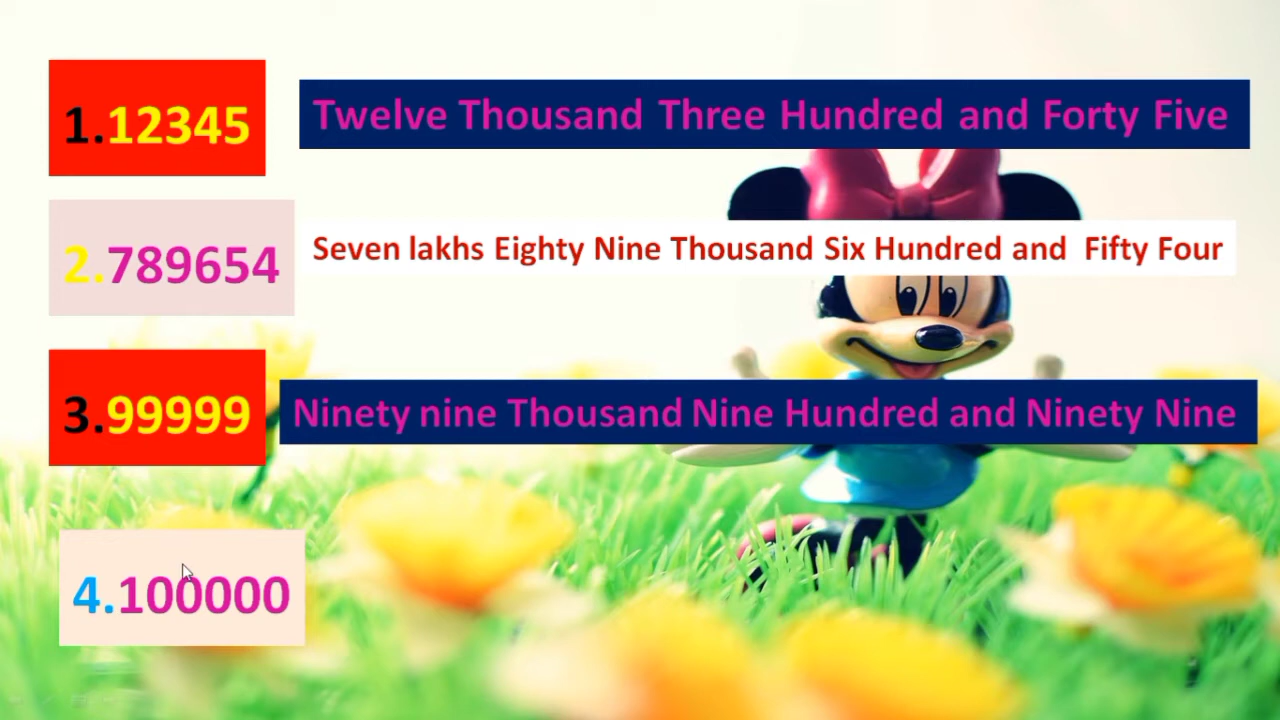 1.12345
Twelve Thousand Three Hundred and Forty Five
2.789654
Seven lakhs Eighty Nine Thousand Six Hundred and Fifty Four
3.99999
Ninety nine Thousand Nine Hundred and Ninety Nine
4.100000